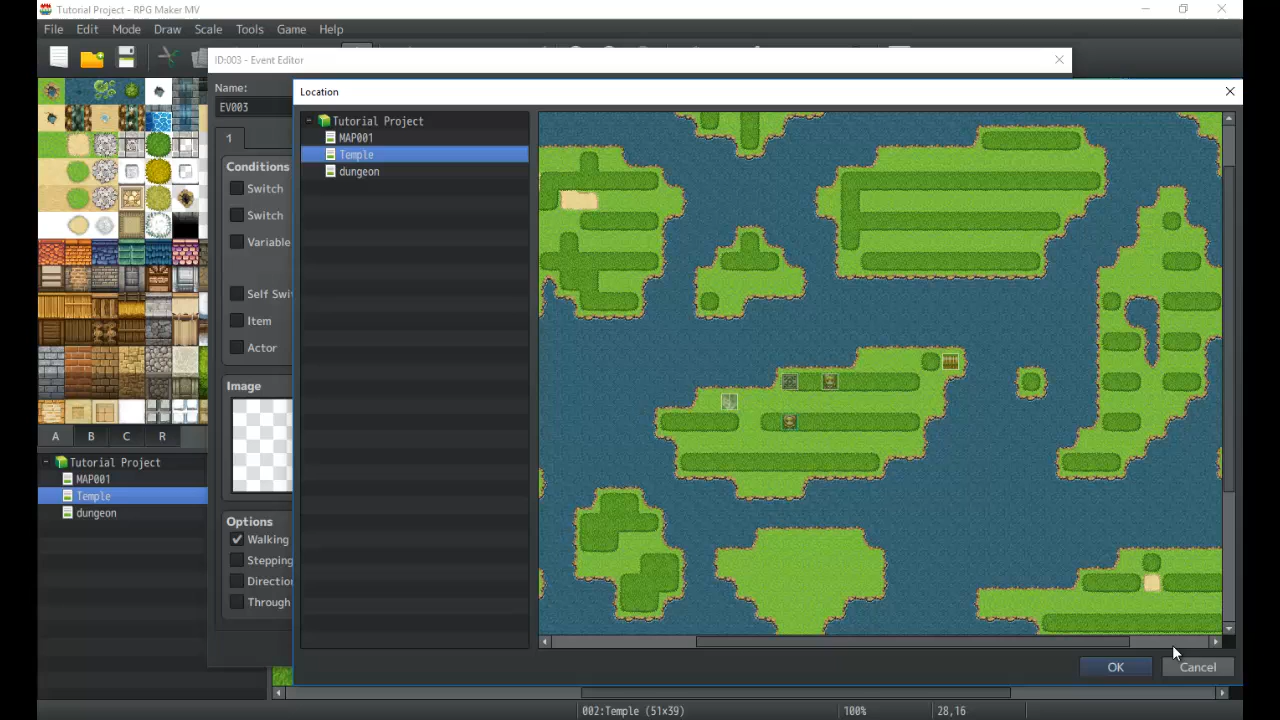 Tutorial Project - RPG Maker MV
File Edit Mode Draw Scale Tools Game Help
ID:003 - Event Editor
Name:
EV003
1
Conditions
Switch
Switch
Variable
Self Swi
Item
Actor
Image
Options
Walking
Stepping
Directio
Through
Location
Tutorial Project
MAP001
Temple
dungeon
A B C R
Tutorial Project
MAP001
Temple
dungeon
OK
Cancel
002:Temple (51x39)
100%
28,16